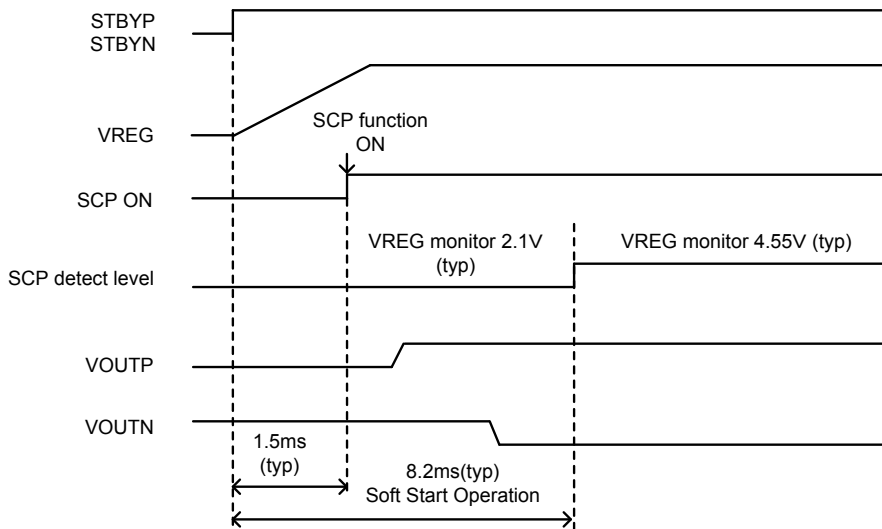 STBYP
STBYN
VREG
SCP function
ON
SCP ON
VREG monitor 2.1V
(typ)
VREG monitor 4.55V (typ)
SCP detect level
VOUTP
VOUTN
1.5ms
(typ)
8.2ms(typ)
Soft Start Operation